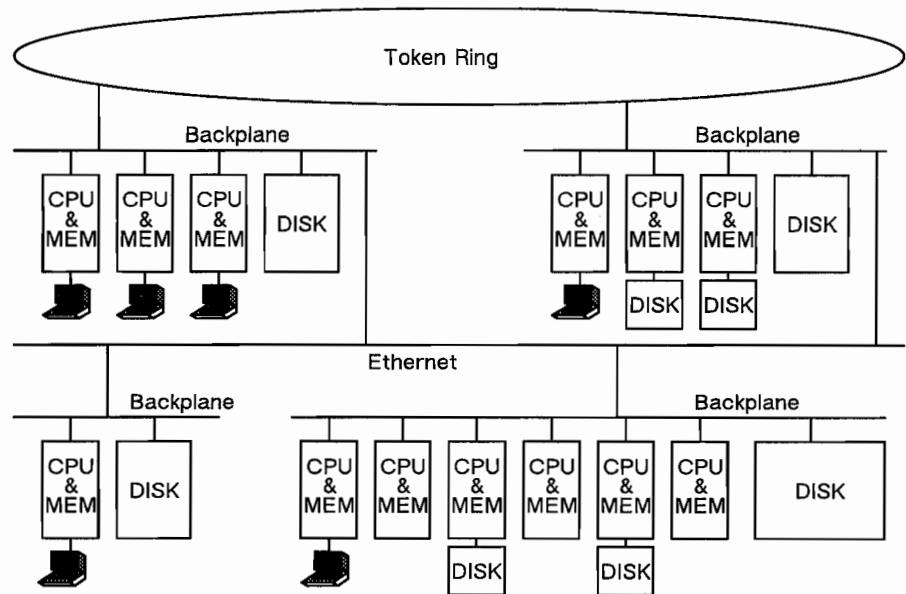 Token Ring
Backplane
Backplane
CPU
&
MEM
CPU
&
MEM
CPU
&
MEM
DISK
CPU
&
MEM
CPU
&
MEM
CPU
&
MEM
DISK
DISK
DISK
Ethernet
Backplane
Backplane
CPU
&
MEM
DISK
CPU
&
MEM
CPU
&
MEM
CPU
&
MEM
CPU
&
MEM
CPU
&
MEM
CPU
&
MEM
DISK
DISK
DISK